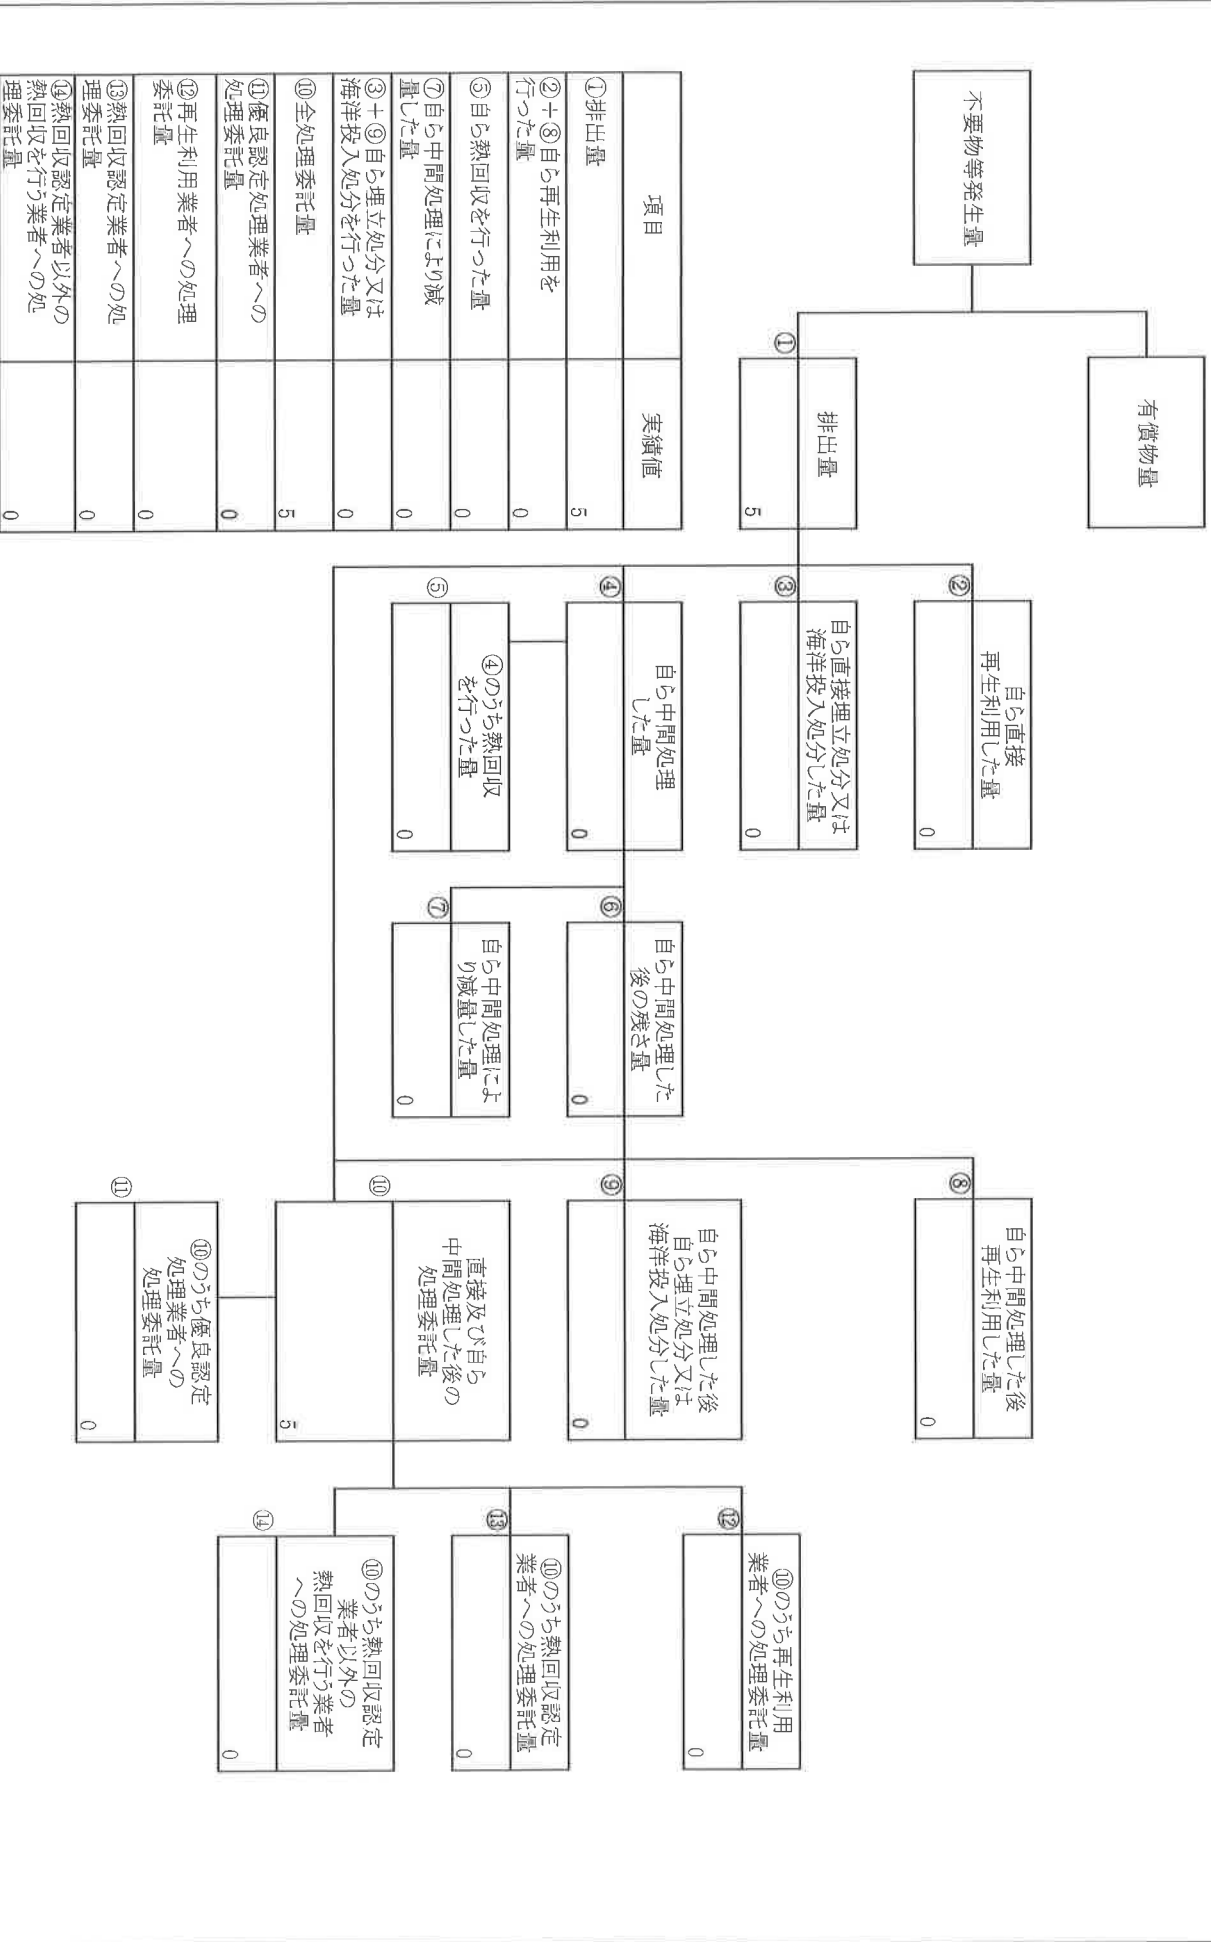 不要物等発生量
有償物量
①
排出量
5
②
自ら直接
再生利用した量
0
③
自ら直接埋立処分又は
海洋投入処分した量
0
④
自ら中間処理
した量
0
⑤
④のうち熱回収
を行った量
0
⑥
自ら中間処理した
後の残さ量
0
⑦
自ら中間処理によ
り減量した量
0
⑧
自ら中間処理した後
再生利用した量
0
⑨
自ら中間処理した後
自ら埋立処分又は
海洋投入処分した量
0
⑩
直接及び自ら
中間処理した後の
処理委託量
5
⑪
⑩のうち優良認定
処理業者への
処理委託量
0
⑫
⑩のうち再生利用
業者への処理委託量
0
⑬
⑩のうち熱回収認定
業者への処理委託量
0
⑭
⑩のうち熱回収認定
業者以外の
熱回収を行う業者
への処理委託量
0
項目
実績値
①排出量
5
②+⑧自ら再生利用を
行った量
0
⑤自ら熱回収を行った量
0
⑦自ら中間処理により減
量した量
0
③+⑨自ら埋立処分又は
海洋投入処分を行った量
0
⑩全処理委託量
5
⑪優良認定処理業者への
処理委託量
0
⑫再生利用業者への処理
委託量
0
⑬熱回収認定業者への処
理委託量
0
⑭熱回収認定業者以外の
熱回収を行う業者への処
理委託量
0